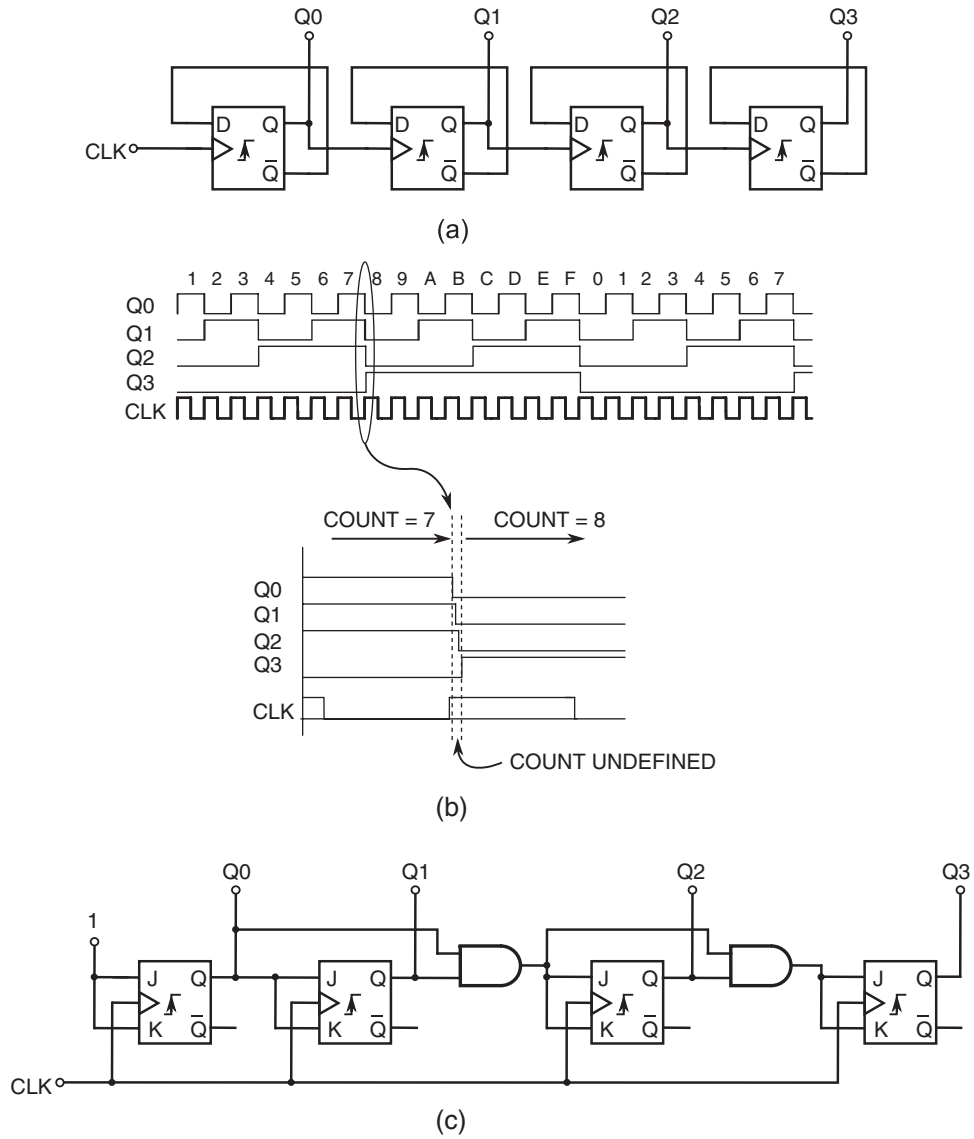 Q0 Q1 Q2 Q3
D Q D Q D Q D Q
CLK
Q̅ Q̅ Q̅ Q̅
(a)
1 2 3 4 5 6 7 8 9 A B C D E F 0 1 2 3 4 5 6 7
Q0
Q1
Q2
Q3
CLK
COUNT = 7 COUNT = 8
Q0
Q1
Q2
Q3
CLK
COUNT UNDEFINED
(b)
Q0 Q1 Q2 Q3
1
J Q J Q J Q J Q
K Q̅ K Q̅ K Q̅ K Q̅
CLK
(c)